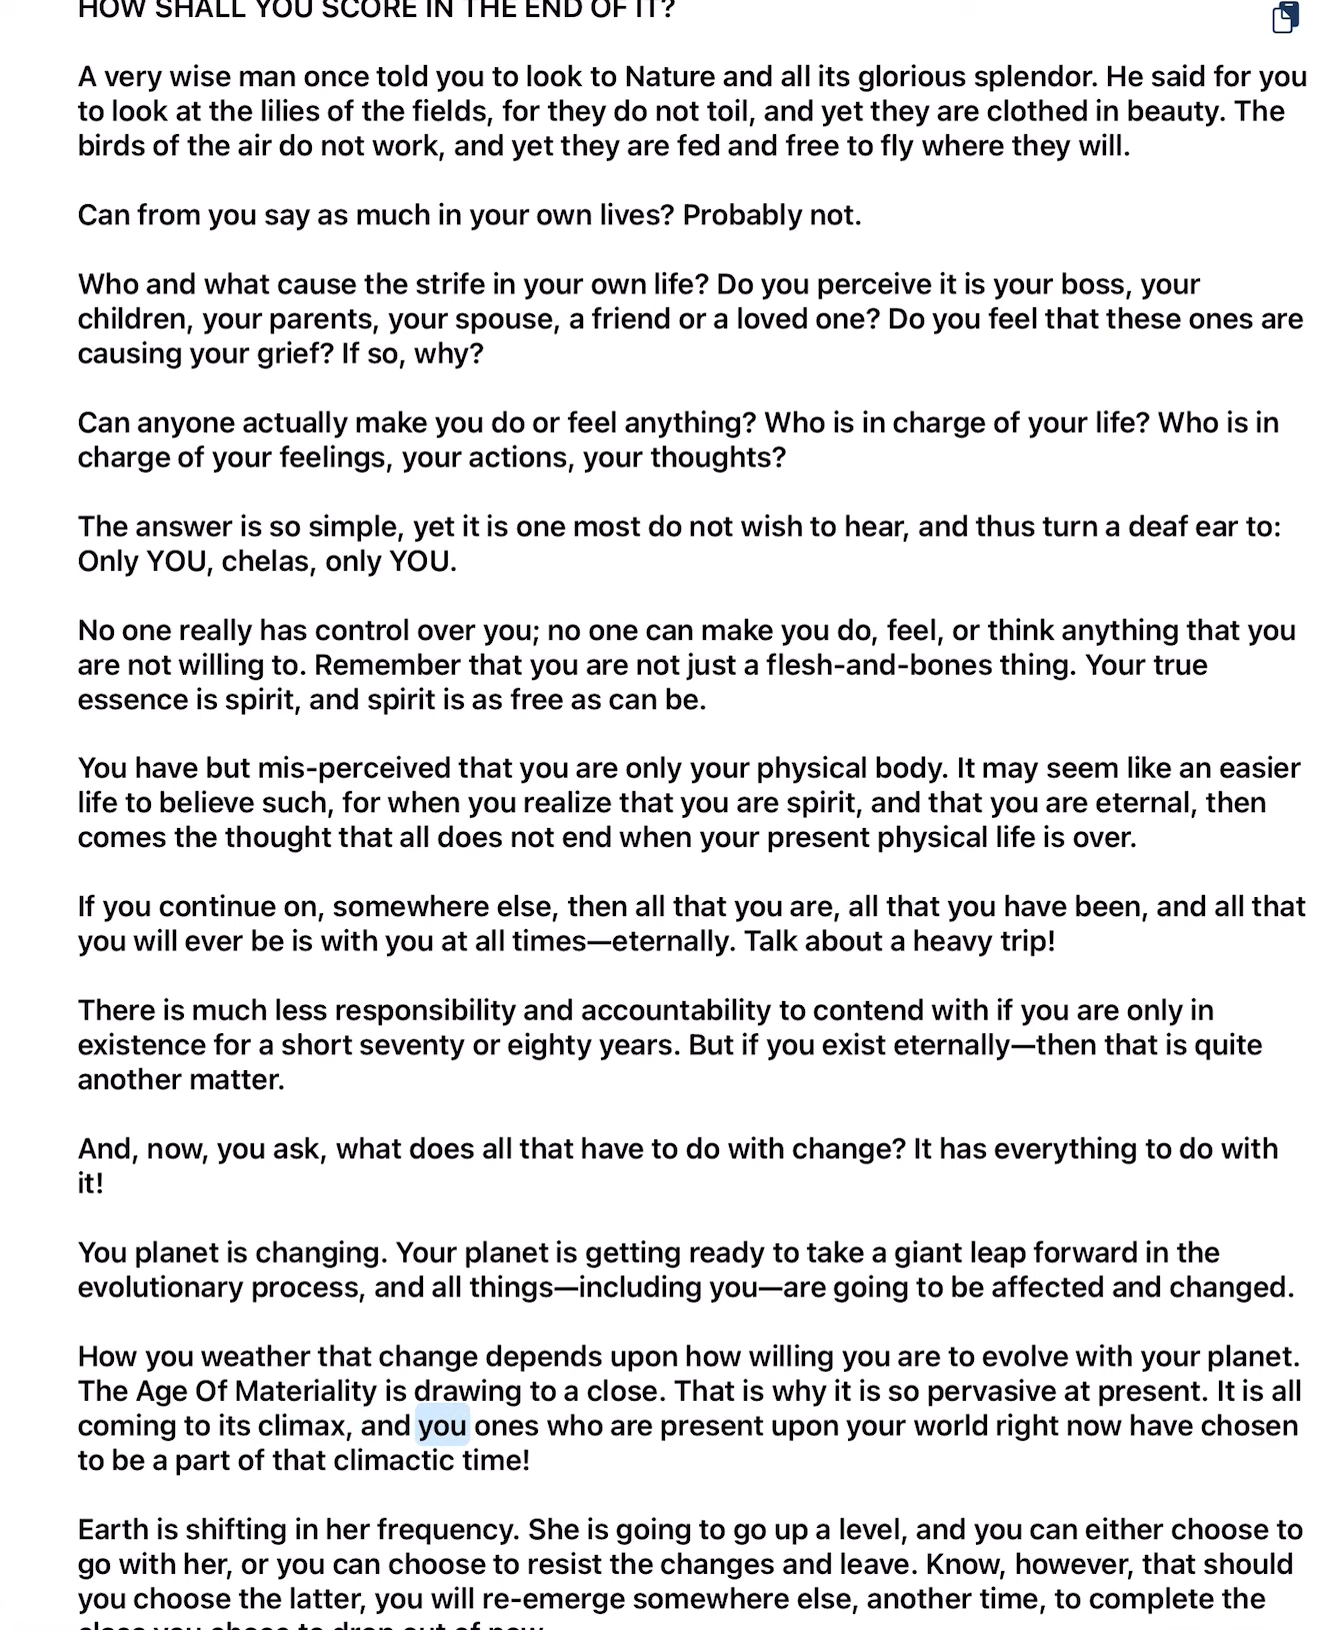 HOW SHALL YOU SCORE IN THE END OF IT?
A very wise man once told you to look to Nature and all its glorious splendor. He said for you
to look at the lilies of the fields, for they do not toil, and yet they are clothed in beauty. The
birds of the air do not work, and yet they are fed and free to fly where they will.
Can from you say as much in your own lives? Probably not.
Who and what cause the strife in your own life? Do you perceive it is your boss, your
children, your parents, your spouse, a friend or a loved one? Do you feel that these ones are
causing your grief? If so, why?
Can anyone actually make you do or feel anything? Who is in charge of your life? Who is in
charge of your feelings, your actions, your thoughts?
The answer is so simple, yet it is one most do not wish to hear, and thus turn a deaf ear to:
Only YOU, chelas, only YOU.
No one really has control over you; no one can make you do, feel, or think anything that you
are not willing to. Remember that you are not just a flesh-and-bones thing. Your true
essence is spirit, and spirit is as free as can be.
You have but mis-perceived that you are only your physical body. It may seem like an easier
life to believe such, for when you realize that you are spirit, and that you are eternal, then
comes the thought that all does not end when your present physical life is over.
If you continue on, somewhere else, then all that you are, all that you have been, and all that
you will ever be is with you at all times—eternally. Talk about a heavy trip!
There is much less responsibility and accountability to contend with if you are only in
existence for a short seventy or eighty years. But if you exist eternally—then that is quite
another matter.
And, now, you ask, what does all that have to do with change? It has everything to do with
it!
You planet is changing. Your planet is getting ready to take a giant leap forward in the
evolutionary process, and all things—including you—are going to be affected and changed.
How you weather that change depends upon how willing you are to evolve with your planet.
The Age Of Materiality is drawing to a close. That is why it is so pervasive at present. It is all
coming to its climax, and you ones who are present upon your world right now have chosen
to be a part of that climactic time!
Earth is shifting in her frequency. She is going to go up a level, and you can either choose to
go with her, or you can choose to resist the changes and leave. Know, however, that should
you choose the latter, you will re-emerge somewhere else, another time, to complete the
class you chose to drop out of now.